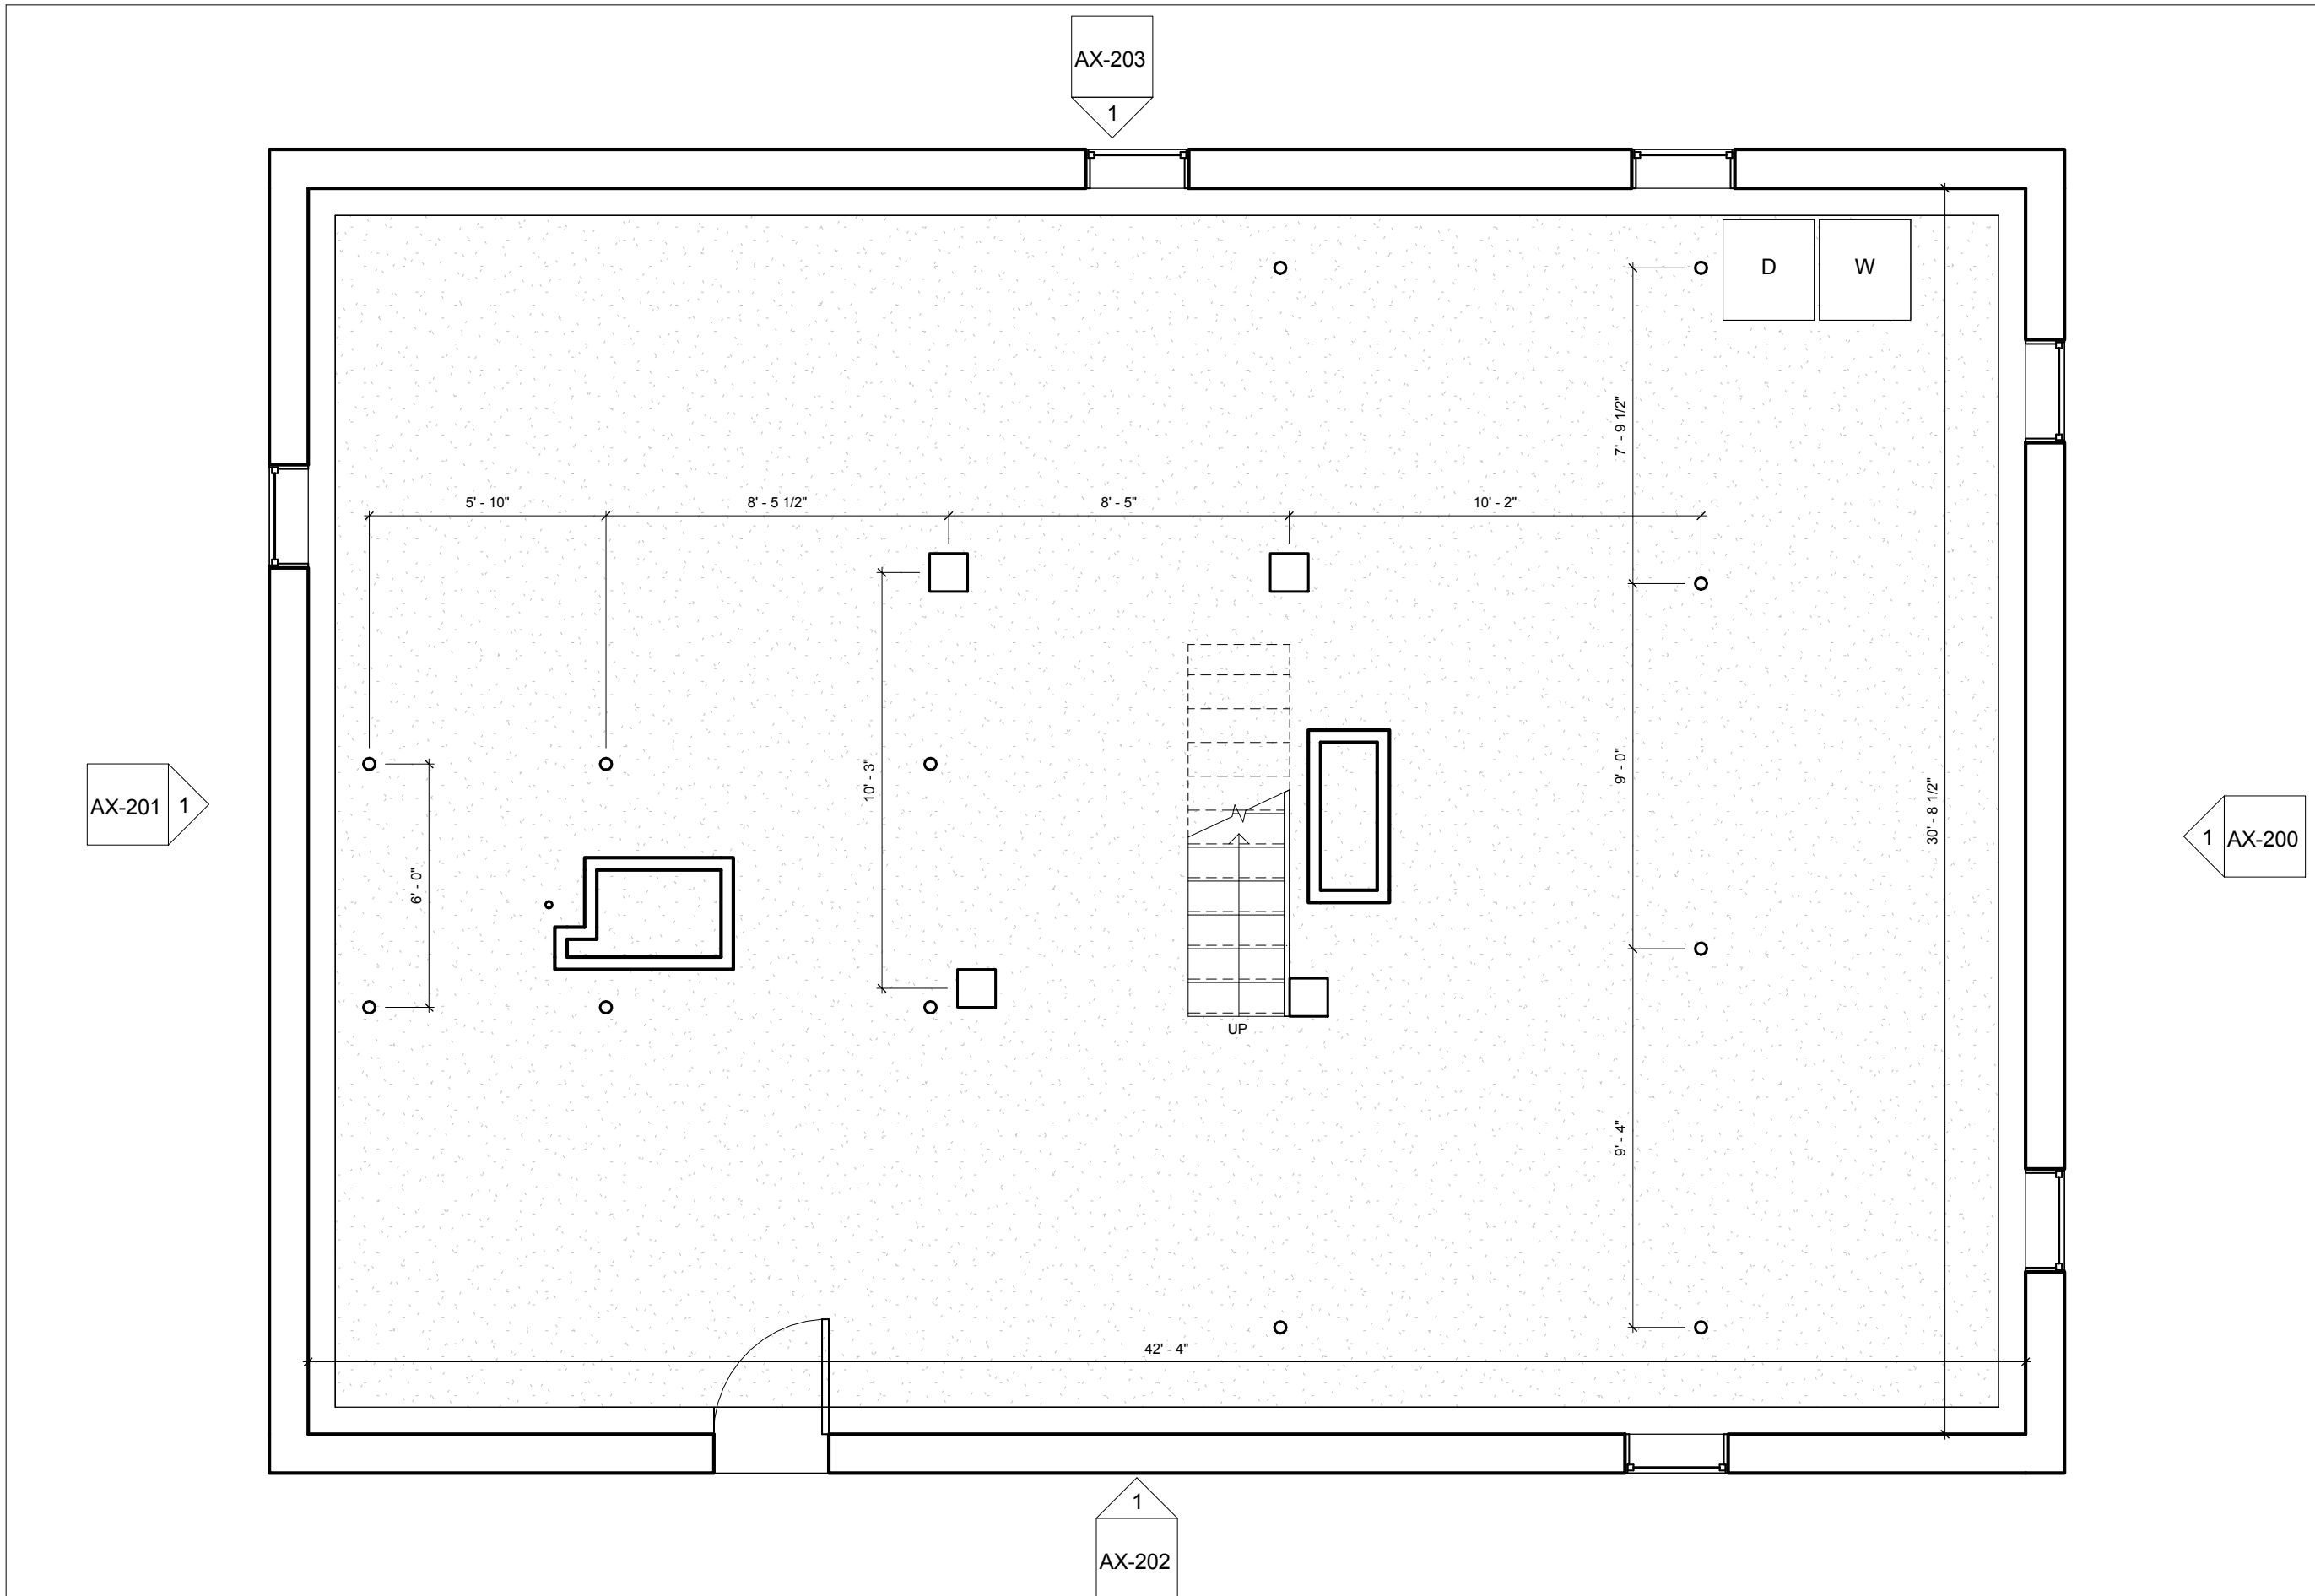 AX-203
1
D
W
7' - 9 1/2"
5' - 10"
8' - 5 1/2"
8' - 5"
10' - 2"
10' - 3"
9' - 0"
30' - 8 1/2"
AX-201
1
1
AX-200
6' - 0"
UP
9' - 4"
42' - 4"
1
AX-202